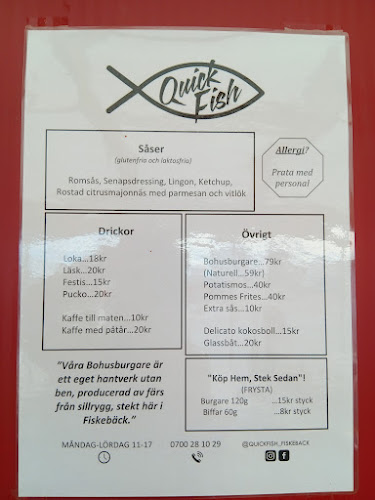 Quick
Fish
Såser
(glutenfria och laktosfria)
Romsås, Senapsdressing, Lingon, Ketchup,
Rostad citrusmajonnäs med parmesan och vitlök
Allergi?
Prata med
personal
Drickor
Loka...18kr
Läsk...20kr
Festis...15kr
Pucko...20kr
Kaffe till maten...10kr
Kaffe med påtår...20kr
Övrigt
Bohusburgare...79kr
(Naturell...59kr)
Potatismos...40kr
Pommes Frites...40kr
Extra sås...10kr
Delicato kokosboll...15kr
Glassbåt...20kr
"Våra Bohusburgare är
ett eget hantverk utan
ben, producerad av färs
från sillrygg, stekt här i
Fiskebäck."
"Köp Hem, Stek Sedan"!
(FRYSTA)
Burgare 120g ...15kr styck
Biffar 60g ...8kr styck
MÅNDAG-LÖRDAG 11-17 0700 28 10 29 @QUICKFISH_FISKEBÄCK